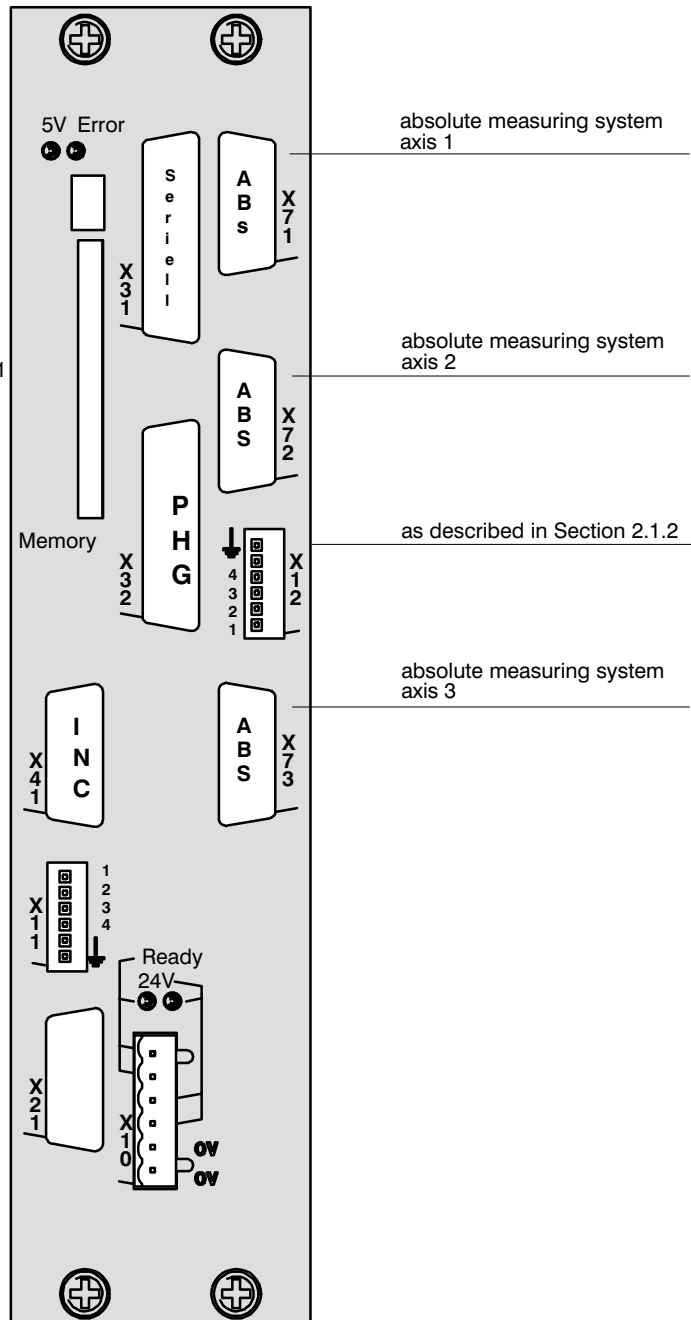 5V Error
Seriell
X31
ABs
X71
absolute measuring system
axis 1
ABS
X72
absolute measuring system
axis 2
Memory
PHG
X32
4
3
2
1
X12
as described in Section 2.1.2
INC
X41
ABS
X73
absolute measuring system
axis 3
X11
1
2
3
4
Ready
24V
X21
X10
0V
0V